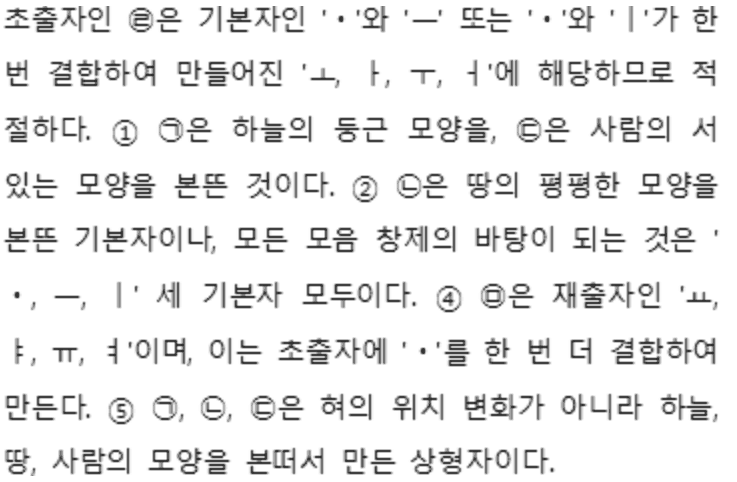 초출자인 ㉣은 기본자인 'ㆍ'와 'ㅡ' 또는 'ㆍ'와 'ㅣ'가 한
번 결합하여 만들어진 'ㅗ, ㅏ, ㅜ, ㅓ'에 해당하므로 적
절하다. ① ㉠은 하늘의 둥근 모양을, ㉢은 사람의 서
있는 모양을 본뜬 것이다. ② ㉡은 땅의 평평한 모양을
본뜬 기본자이나, 모든 모음 창제의 바탕이 되는 것은 '
ㆍ, ㅡ, ㅣ' 세 기본자 모두이다. ④ ㉤은 재출자인 'ㅛ,
ㅑ, ㅠ, ㅕ'이며, 이는 초출자에 'ㆍ'를 한 번 더 결합하여
만든다. ⑤ ㉠, ㉡, ㉢은 혀의 위치 변화가 아니라 하늘,
땅, 사람의 모양을 본떠서 만든 상형자이다.